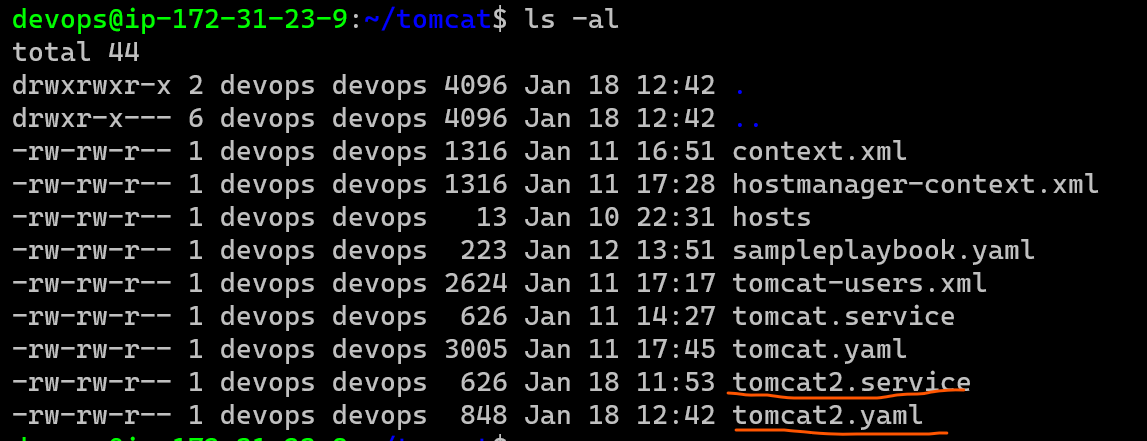 devops@ip-172-31-23-9:~/tomcat$ ls -al
total 44
drwxrwxr-x 2 devops devops 4096 Jan 18 12:42 .
drwxr-x--- 6 devops devops 4096 Jan 18 12:42 ..
-rw-rw-r-- 1 devops devops 1316 Jan 11 16:51 context.xml
-rw-rw-r-- 1 devops devops 1316 Jan 11 17:28 hostmanager-context.xml
-rw-rw-r-- 1 devops devops   13 Jan 10 22:31 hosts
-rw-rw-r-- 1 devops devops  223 Jan 12 13:51 sampleplaybook.yaml
-rw-rw-r-- 1 devops devops 2624 Jan 11 17:17 tomcat-users.xml
-rw-rw-r-- 1 devops devops  626 Jan 11 14:27 tomcat.service
-rw-rw-r-- 1 devops devops 3005 Jan 11 17:45 tomcat.yaml
-rw-rw-r-- 1 devops devops  626 Jan 18 11:53 tomcat2.service
-rw-rw-r-- 1 devops devops  848 Jan 18 12:42 tomcat2.yaml